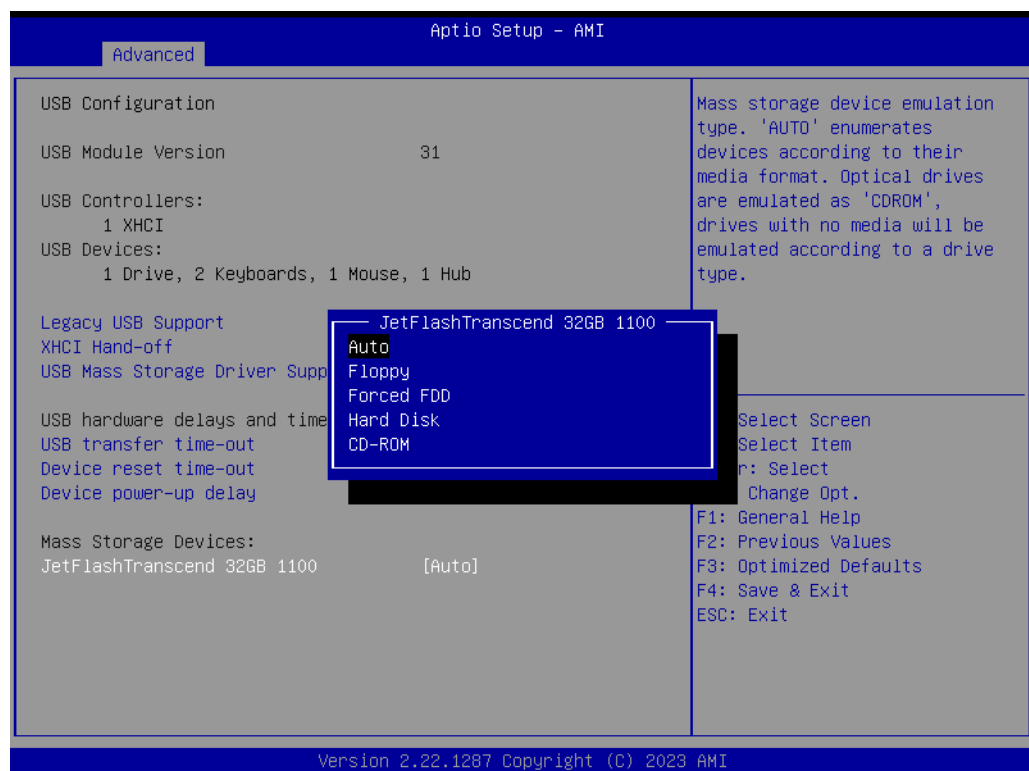 Aptio Setup - AMI
Advanced
USB Configuration
USB Module Version 31
USB Controllers:
1 XHCI
USB Devices:
1 Drive, 2 Keyboards, 1 Mouse, 1 Hub
Legacy USB Support
XHCI Hand-off
USB Mass Storage Driver Supp
USB hardware delays and time
USB transfer time-out
Device reset time-out
Device power-up delay
Mass Storage Devices:
JetFlashTranscend 32GB 1100 [Auto]
JetFlashTranscend 32GB 1100
Auto
Floppy
Forced FDD
Hard Disk
CD-ROM
Mass storage device emulation
type. 'AUTO' enumerates
devices according to their
media format. Optical drives
are emulated as 'CDROM',
drives with no media will be
emulated according to a drive
type.
Select Screen
Select Item
r: Select
Change Opt.
F1: General Help
F2: Previous Values
F3: Optimized Defaults
F4: Save & Exit
ESC: Exit
Version 2.22.1287 Copyright (C) 2023 AMI